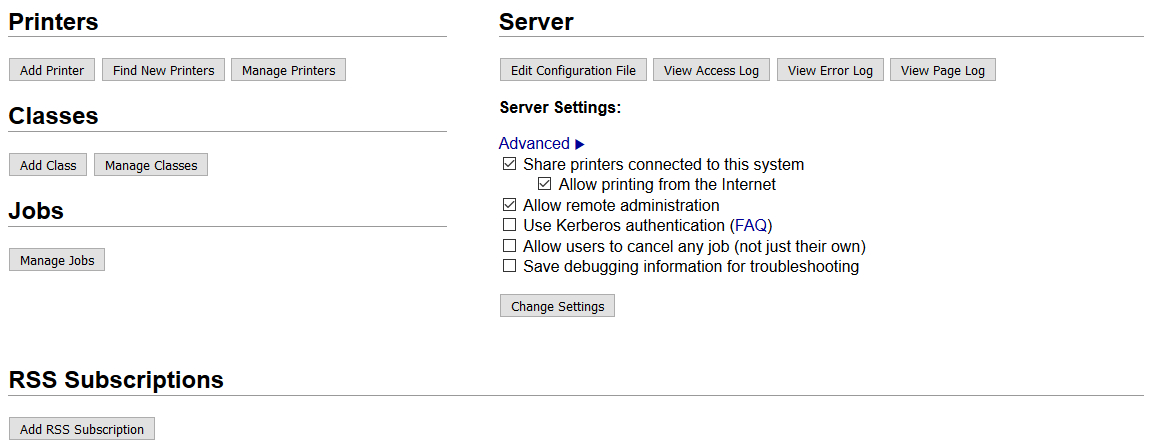 Printers
Add Printer Find New Printers Manage Printers
Classes
Add Class Manage Classes
Jobs
Manage Jobs
Server
Edit Configuration File View Access Log View Error Log View Page Log
Server Settings:
Advanced
Share printers connected to this system
Allow printing from the Internet
Allow remote administration
Use Kerberos authentication (FAQ)
Allow users to cancel any job (not just their own)
Save debugging information for troubleshooting
Change Settings
RSS Subscriptions
Add RSS Subscription